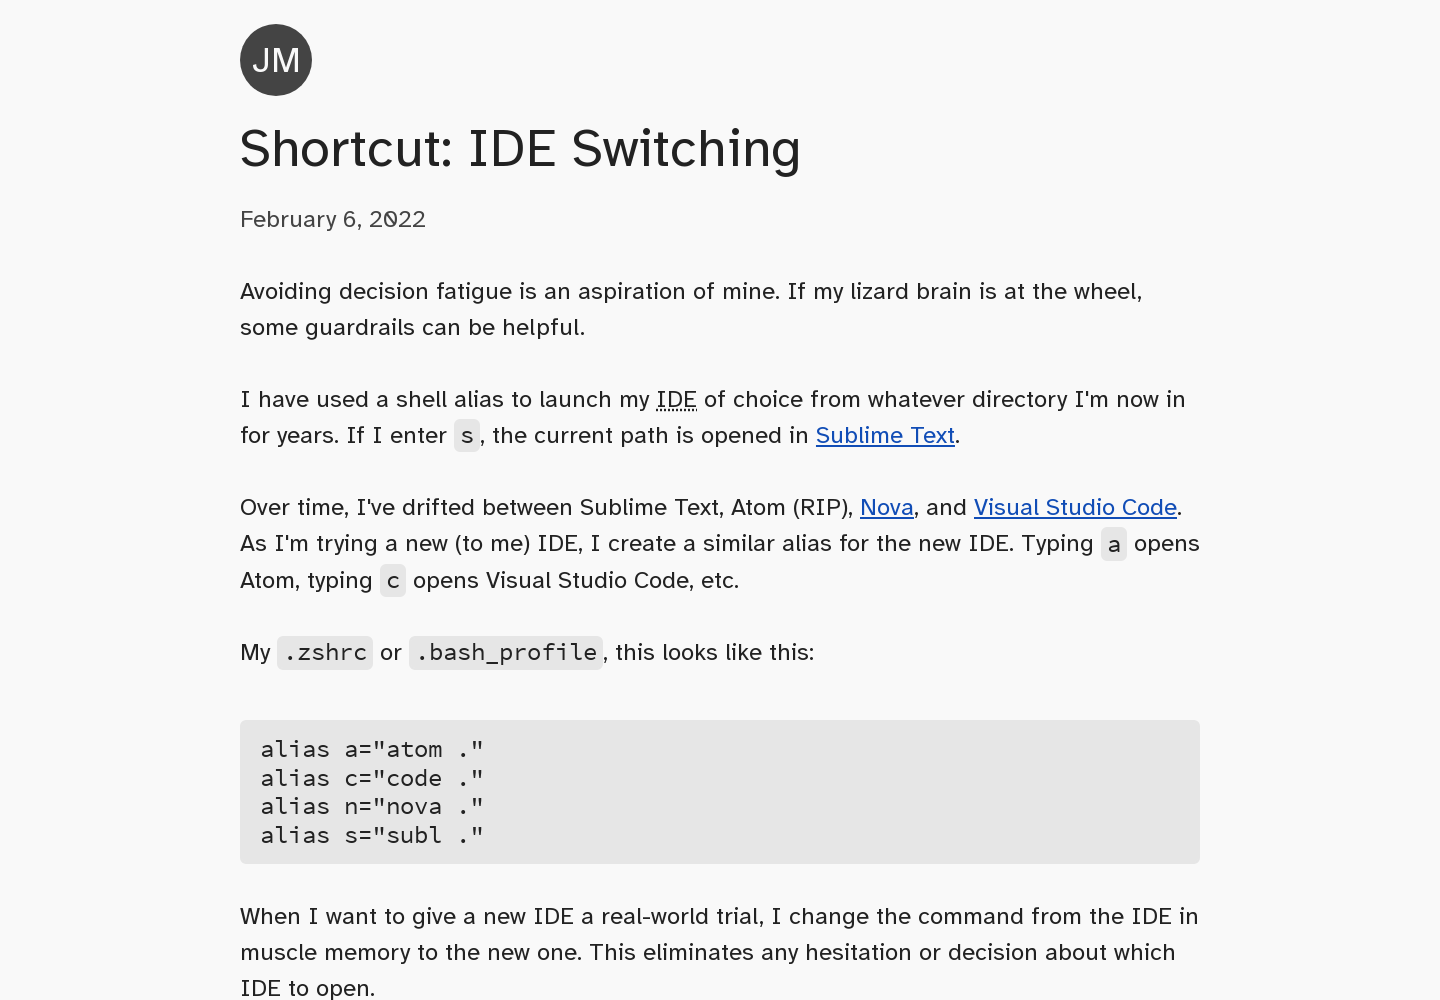 JM
Shortcut: IDE Switching
February 6, 2022
Avoiding decision fatigue is an aspiration of mine. If my lizard brain is at the wheel,
some guardrails can be helpful.
I have used a shell alias to launch my IDE of choice from whatever directory I'm now in
for years. If I enter s, the current path is opened in Sublime Text.
Over time, I've drifted between Sublime Text, Atom (RIP), Nova, and Visual Studio Code.
As I'm trying a new (to me) IDE, I create a similar alias for the new IDE. Typing a opens
Atom, typing c opens Visual Studio Code, etc.
My .zshrc or .bash_profile, this looks like this:
alias a="atom ."
alias c="code ."
alias n="nova ."
alias s="subl ."
When I want to give a new IDE a real-world trial, I change the command from the IDE in
muscle memory to the new one. This eliminates any hesitation or decision about which
IDE to open.